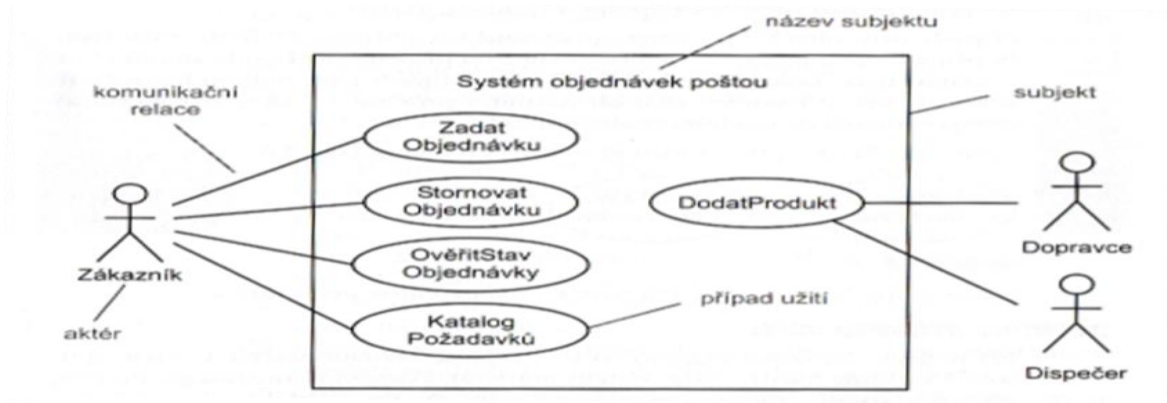 název subjektu
Systém objednávek poštou
komunikační
relace
subjekt
Zadat
Objednávku
Stornovat
Objednávku
DodatProdukt
OvěřitStav
Objednávky
Dopravce
Zákazník
případ užití
aktér
Katalog
Požadavků
Dispečer